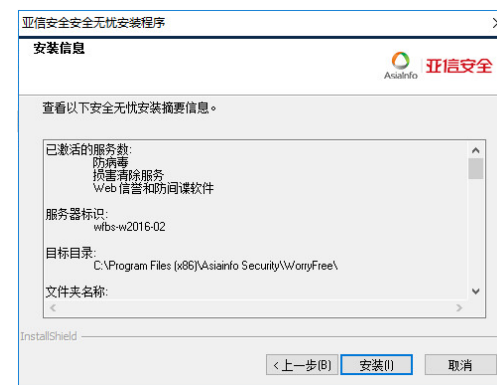 亚信安全安全无忧安装程序
安装信息
AsiaInfo 亚信安全
查看以下安全无忧安装摘要信息。
已激活的服务数:
防病毒
损害清除服务
Web 信誉和防间谍软件
服务器标识:
wfbs-w2016-02
目标目录:
C:\Program Files (x86)\Asiainfo Security\WorryFree\
文件夹名称:
InstallShield
<上一步(B) 安装(I) 取消